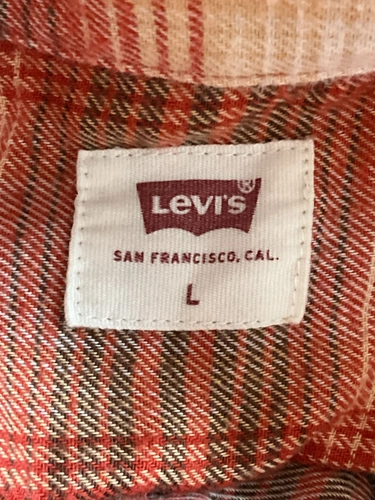 LEVI'S®
SAN FRANCISCO, CAL.
L